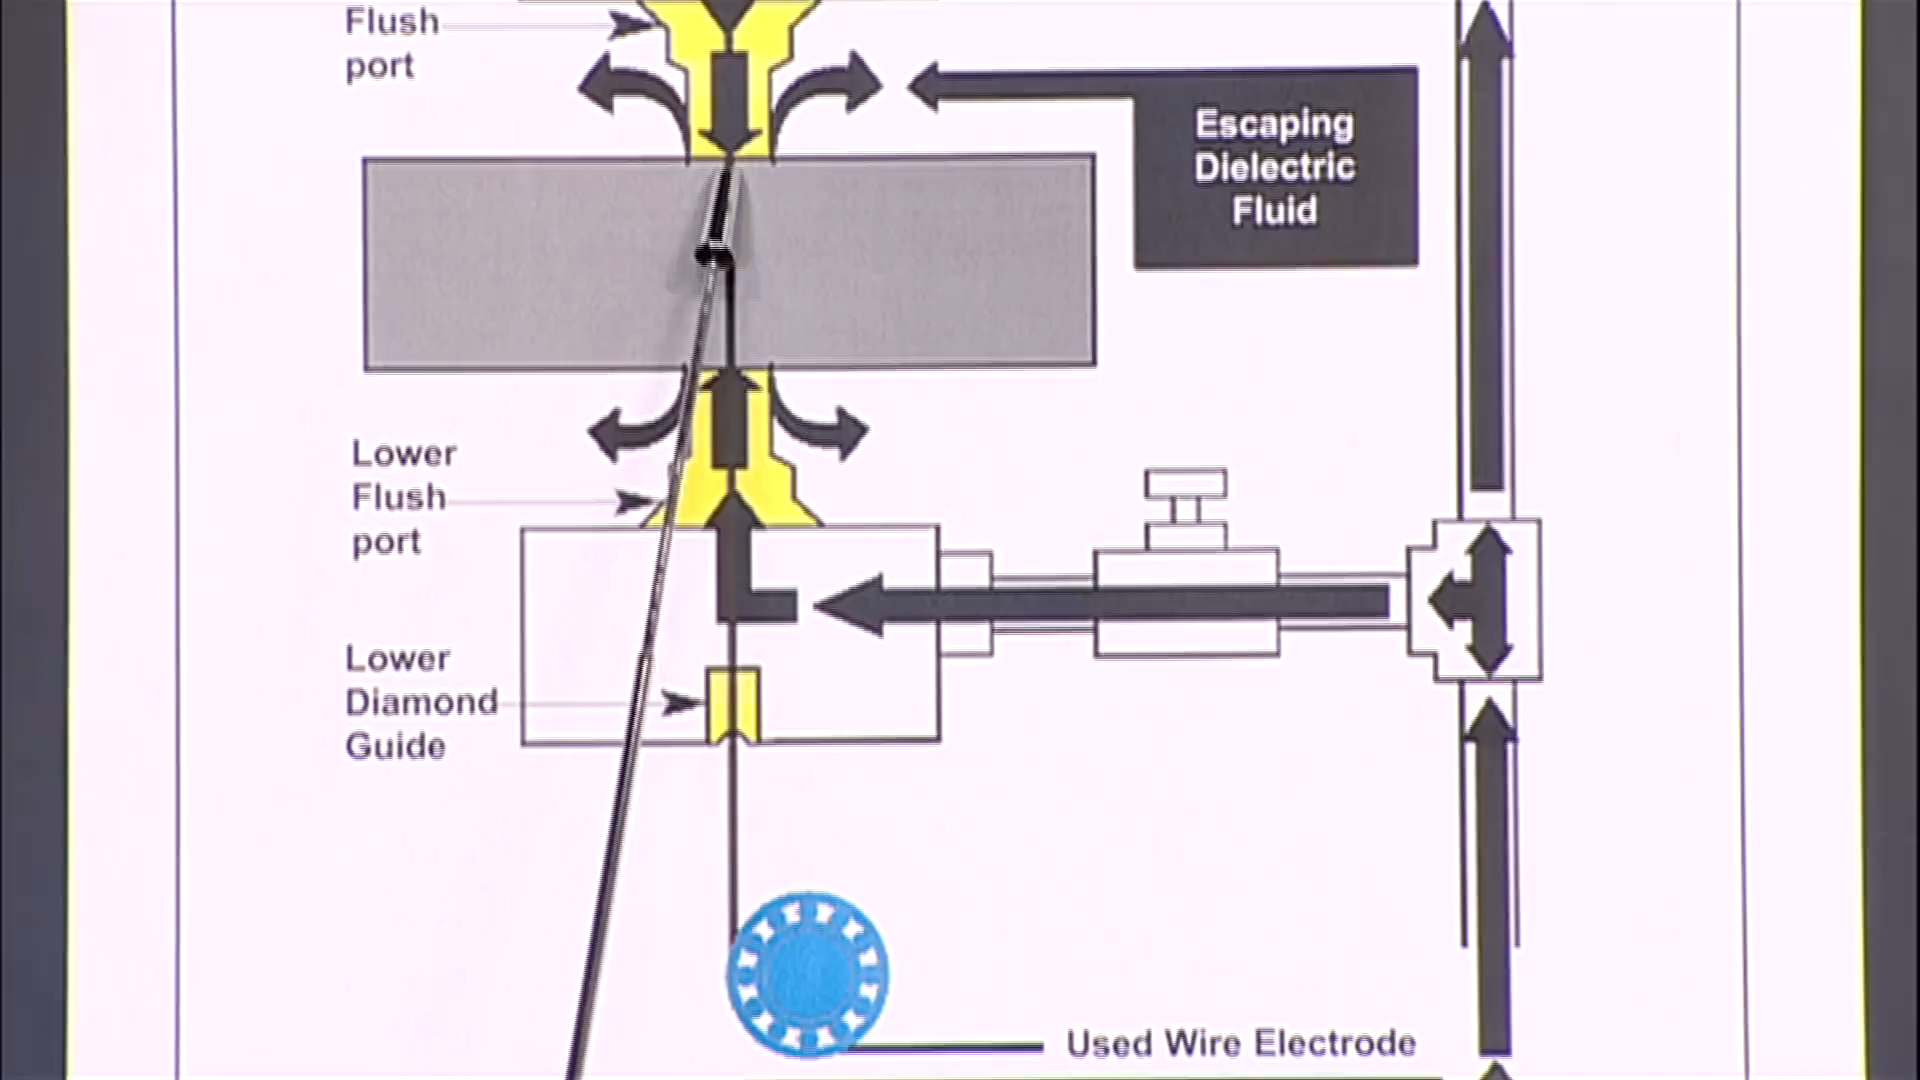 Flush
port
Escaping
Dielectric
Fluid
Lower
Flush
port
Lower
Diamond
Guide
Used Wire Electrode